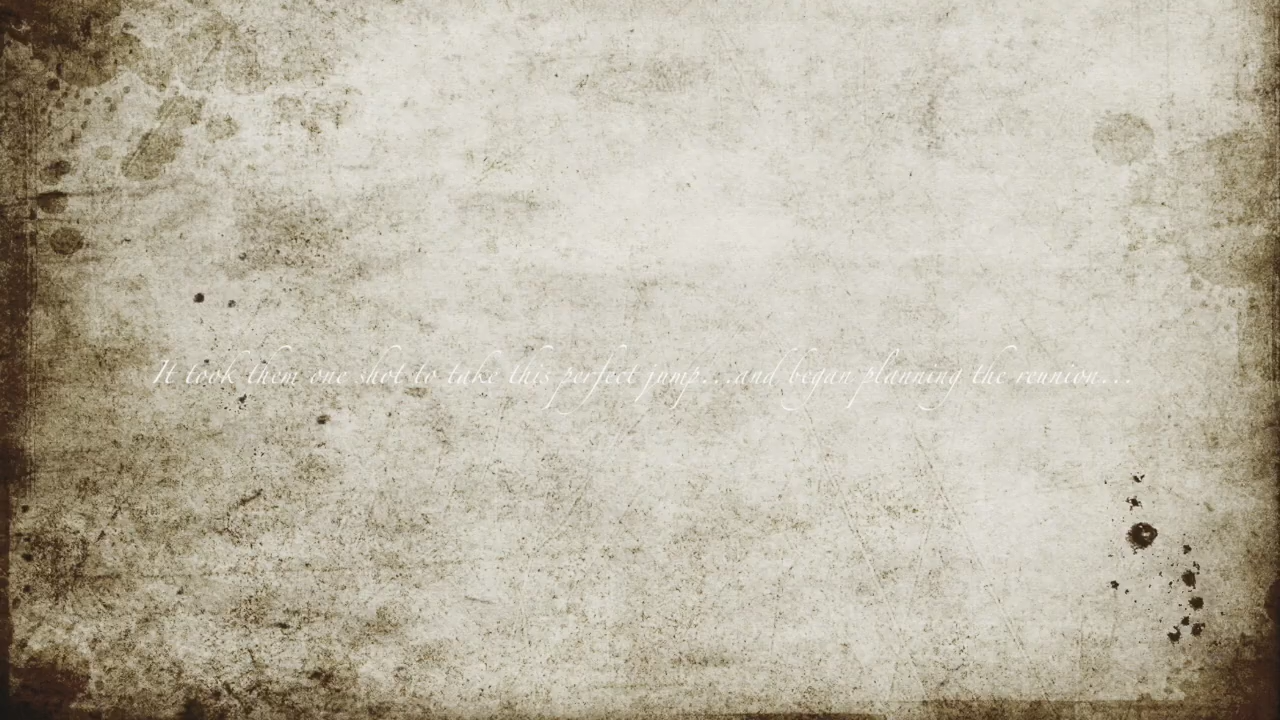 It took them one shot to take this perfect jump...and began planning the reunion...